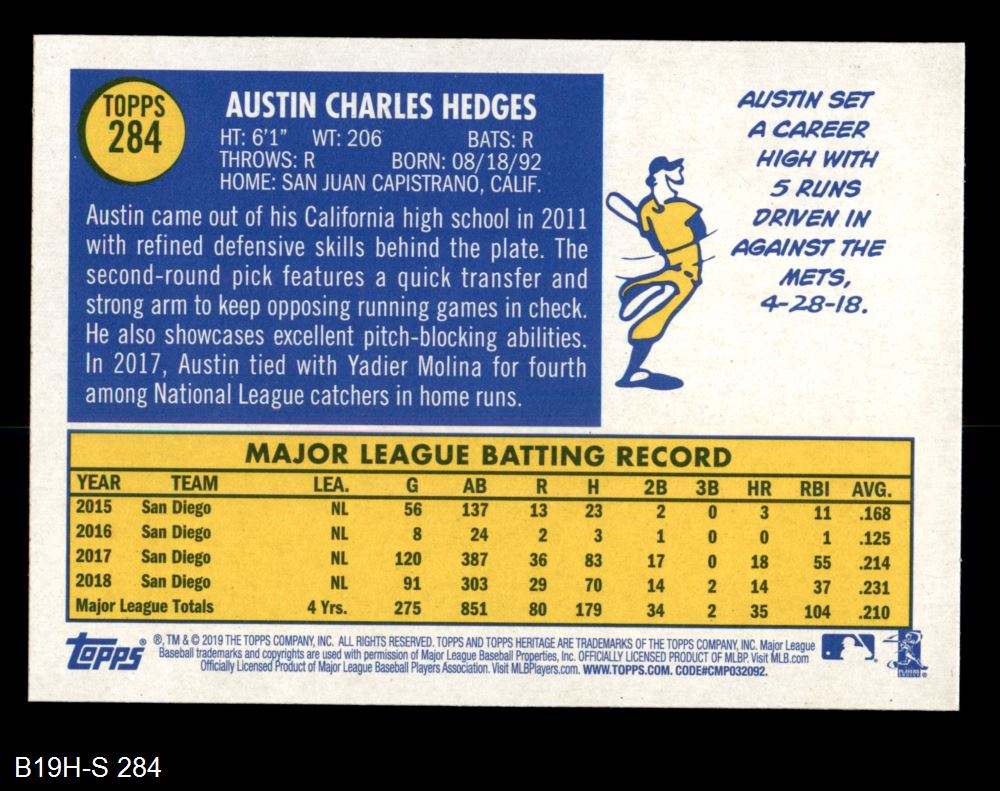 TOPPS
284
AUSTIN CHARLES HEDGES
HT: 6'1" WT: 206 BATS: R
THROWS: R BORN: 08/18/92
HOME: SAN JUAN CAPISTRANO, CALIF.
Austin came out of his California high school in 2011
with refined defensive skills behind the plate. The
second-round pick features a quick transfer and
strong arm to keep opposing running games in check.
He also showcases excellent pitch-blocking abilities.
In 2017, Austin tied with Yadier Molina for fourth
among National League catchers in home runs.
AUSTIN SET
A CAREER
HIGH WITH
5 RUNS
DRIVEN IN
AGAINST THE
METS,
4-28-18.
MAJOR LEAGUE BATTING RECORD
YEAR TEAM LEA. G AB R H 2B 3B HR RBI AVG.
2015 San Diego NL 56 137 13 23 2 0 3 11 .168
2016 San Diego NL 8 24 2 3 1 0 0 1 .125
2017 San Diego NL 120 387 36 83 17 0 18 55 .214
2018 San Diego NL 91 303 29 70 14 2 14 37 .231
Major League Totals 4 Yrs. 275 851 80 179 34 2 35 104 .210
Topps ®
®, TM & © 2019 THE TOPPS COMPANY, INC. ALL RIGHTS RESERVED. TOPPS AND TOPPS HERITAGE ARE TRADEMARKS OF THE TOPPS COMPANY, INC. Major League
Baseball trademarks and copyrights are used with permission of Major League Baseball Properties, Inc. OFFICIALLY LICENSED PRODUCT OF MLBP. Visit MLB.com
Officially Licensed Product of Major League Baseball Players Association. Visit MLBPlayers.com. WWW.TOPPS.COM. CODE#CMP032092.
B19H-S 284